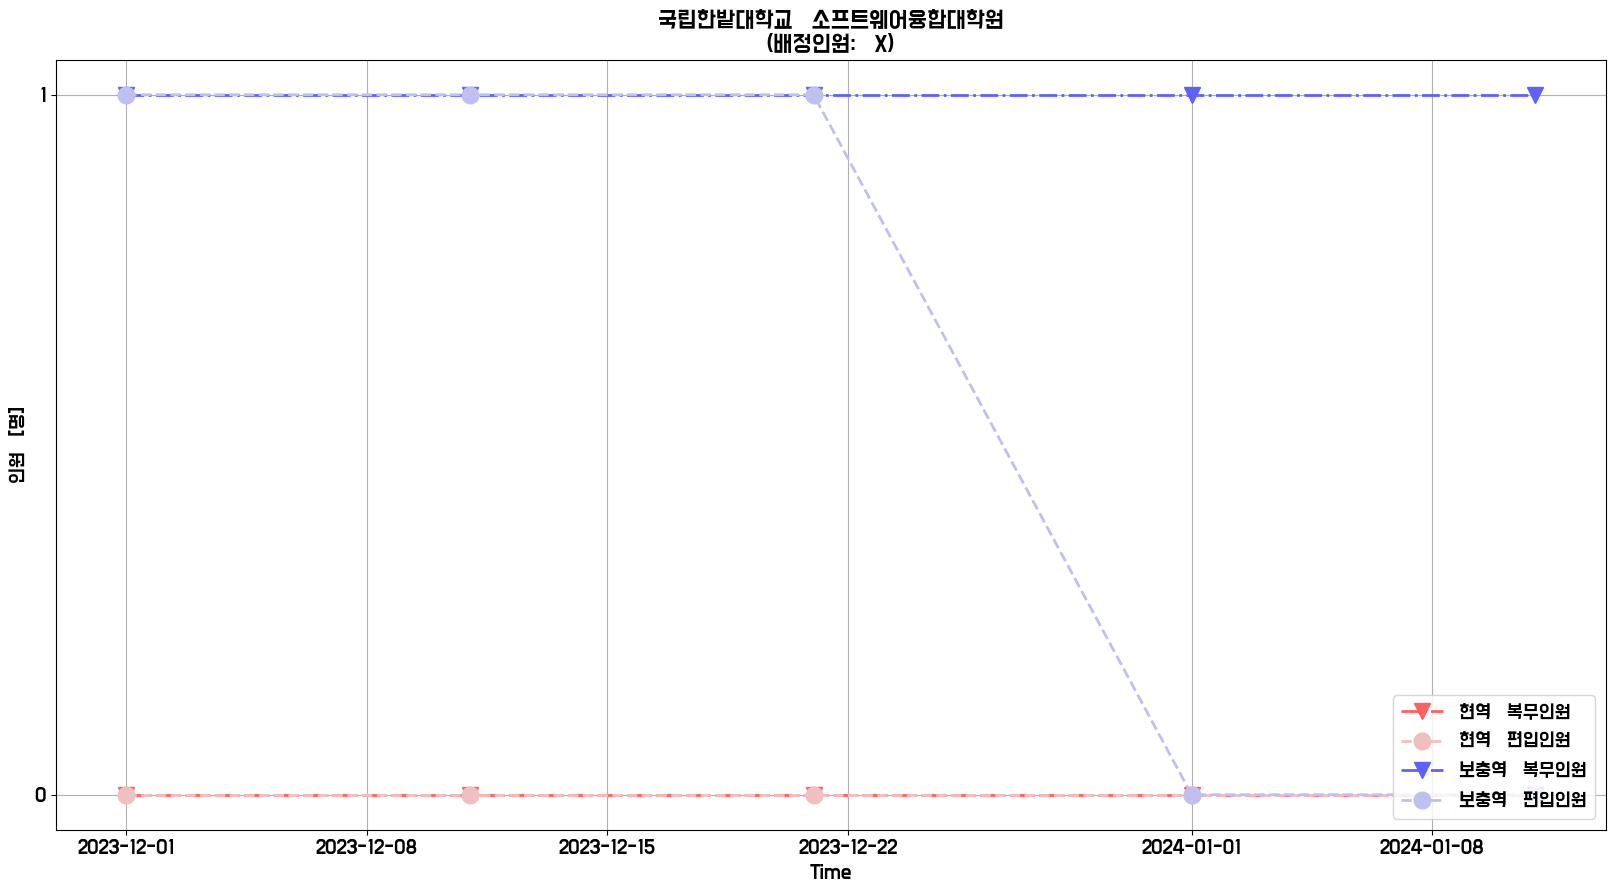 국립한밭대학교 소프트웨어융합대학원
(배정인원: X)
1
0
인원 [명]
2023-12-01
2023-12-08
2023-12-15
2023-12-22
2024-01-01
2024-01-08
Time
현역 복무인원
현역 편입인원
보충역 복무인원
보충역 편입인원